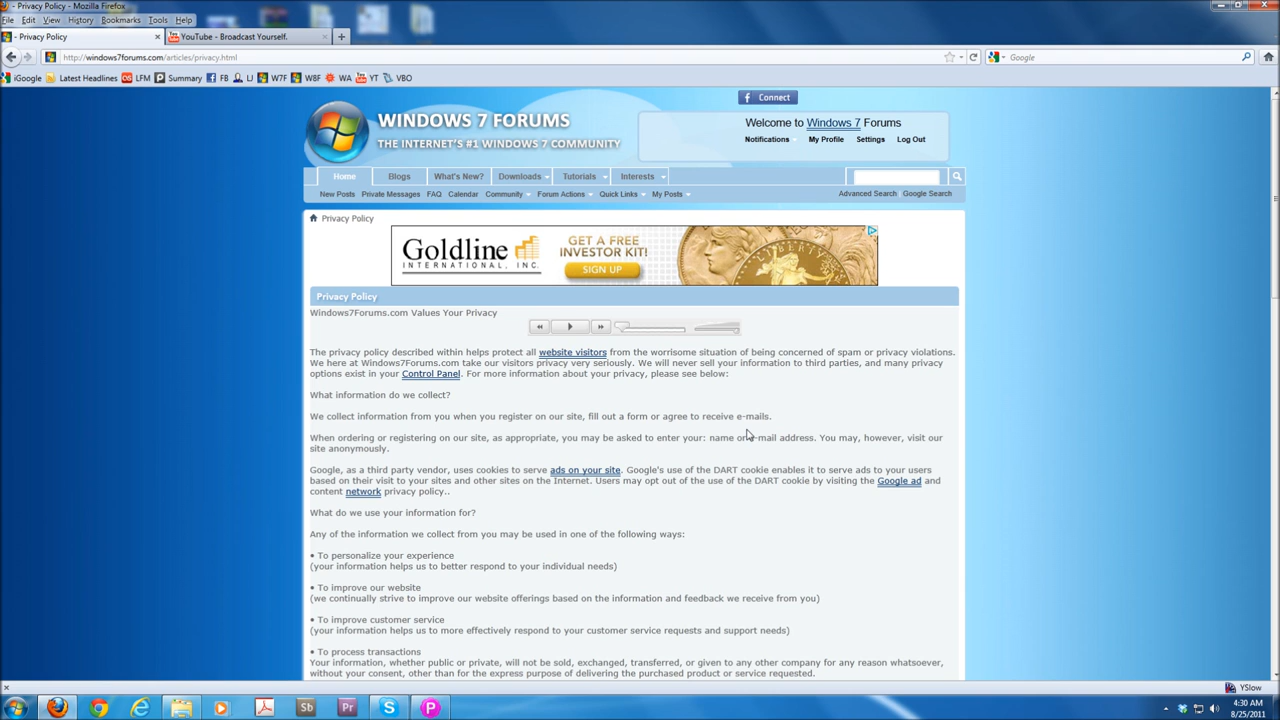 - Privacy Policy - Mozilla Firefox
File Edit View History Bookmarks Tools Help
- Privacy Policy
YouTube - Broadcast Yourself.
http://windows7forums.com/articles/privacy.html
Google
iGoogle Latest Headlines LFM Summary FB LJ W7F W8F WA YT VBO
Connect
WINDOWS 7 FORUMS
THE INTERNET'S #1 WINDOWS 7 COMMUNITY
Welcome to Windows 7 Forums
Notifications My Profile Settings Log Out
Home Blogs What's New? Downloads Tutorials Interests
New Posts Private Messages FAQ Calendar Community Forum Actions Quick Links My Posts
Advanced Search Google Search
Privacy Policy
Goldline
INTERNATIONAL, INC.
GET A FREE
INVESTOR KIT!
SIGN UP
Privacy Policy
Windows7Forums.com Values Your Privacy
The privacy policy described within helps protect all website visitors from the worrisome situation of being concerned of spam or privacy violations.
We here at Windows7Forums.com take our visitors privacy very seriously. We will never sell your information to third parties, and many privacy
options exist in your Control Panel. For more information about your privacy, please see below:
What information do we collect?
We collect information from you when you register on our site, fill out a form or agree to receive e-mails.
When ordering or registering on our site, as appropriate, you may be asked to enter your: name or e-mail address. You may, however, visit our
site anonymously.
Google, as a third party vendor, uses cookies to serve ads on your site. Google's use of the DART cookie enables it to serve ads to your users
based on their visit to your sites and other sites on the Internet. Users may opt out of the use of the DART cookie by visiting the Google ad and
content network privacy policy..
What do we use your information for?
Any of the information we collect from you may be used in one of the following ways:
• To personalize your experience
(your information helps us to better respond to your individual needs)
• To improve our website
(we continually strive to improve our website offerings based on the information and feedback we receive from you)
• To improve customer service
(your information helps us to more effectively respond to your customer service requests and support needs)
• To process transactions
Your information, whether public or private, will not be sold, exchanged, transferred, or given to any other company for any reason whatsoever,
without your consent, other than for the express purpose of delivering the purchased product or service requested.
YSlow
Sb Pr
4:30 AM
8/25/2011